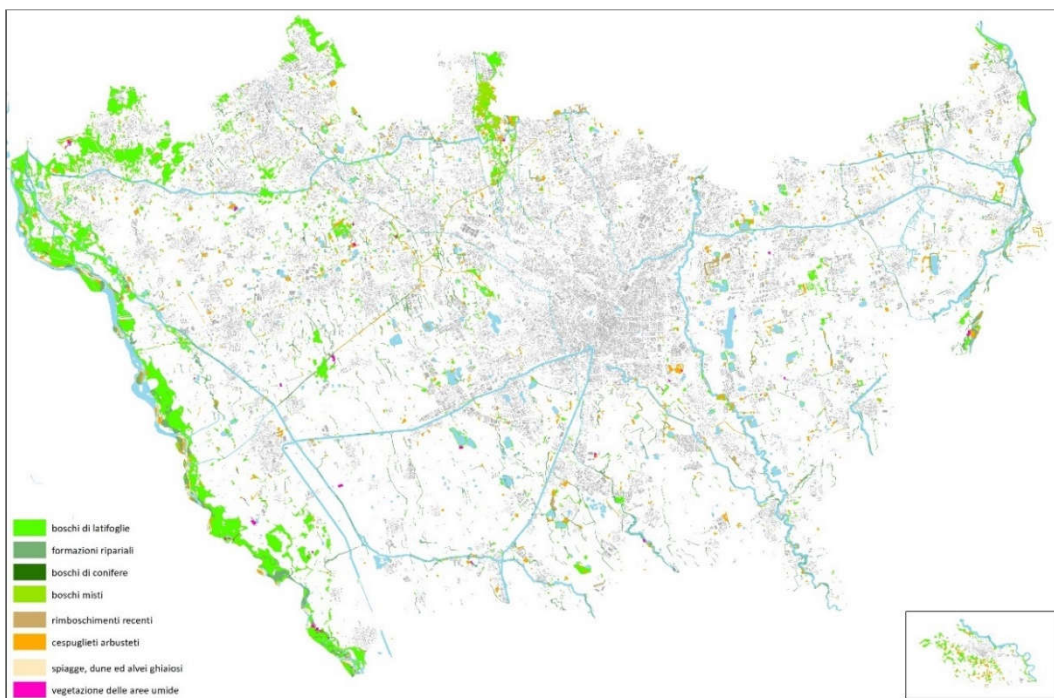 boschi di latifoglie
formazioni ripariali
boschi di conifere
boschi misti
rimboschimenti recenti
cespuglieti arbusteti
spiagge, dune ed alvei ghiaiosi
vegetazione delle aree umide